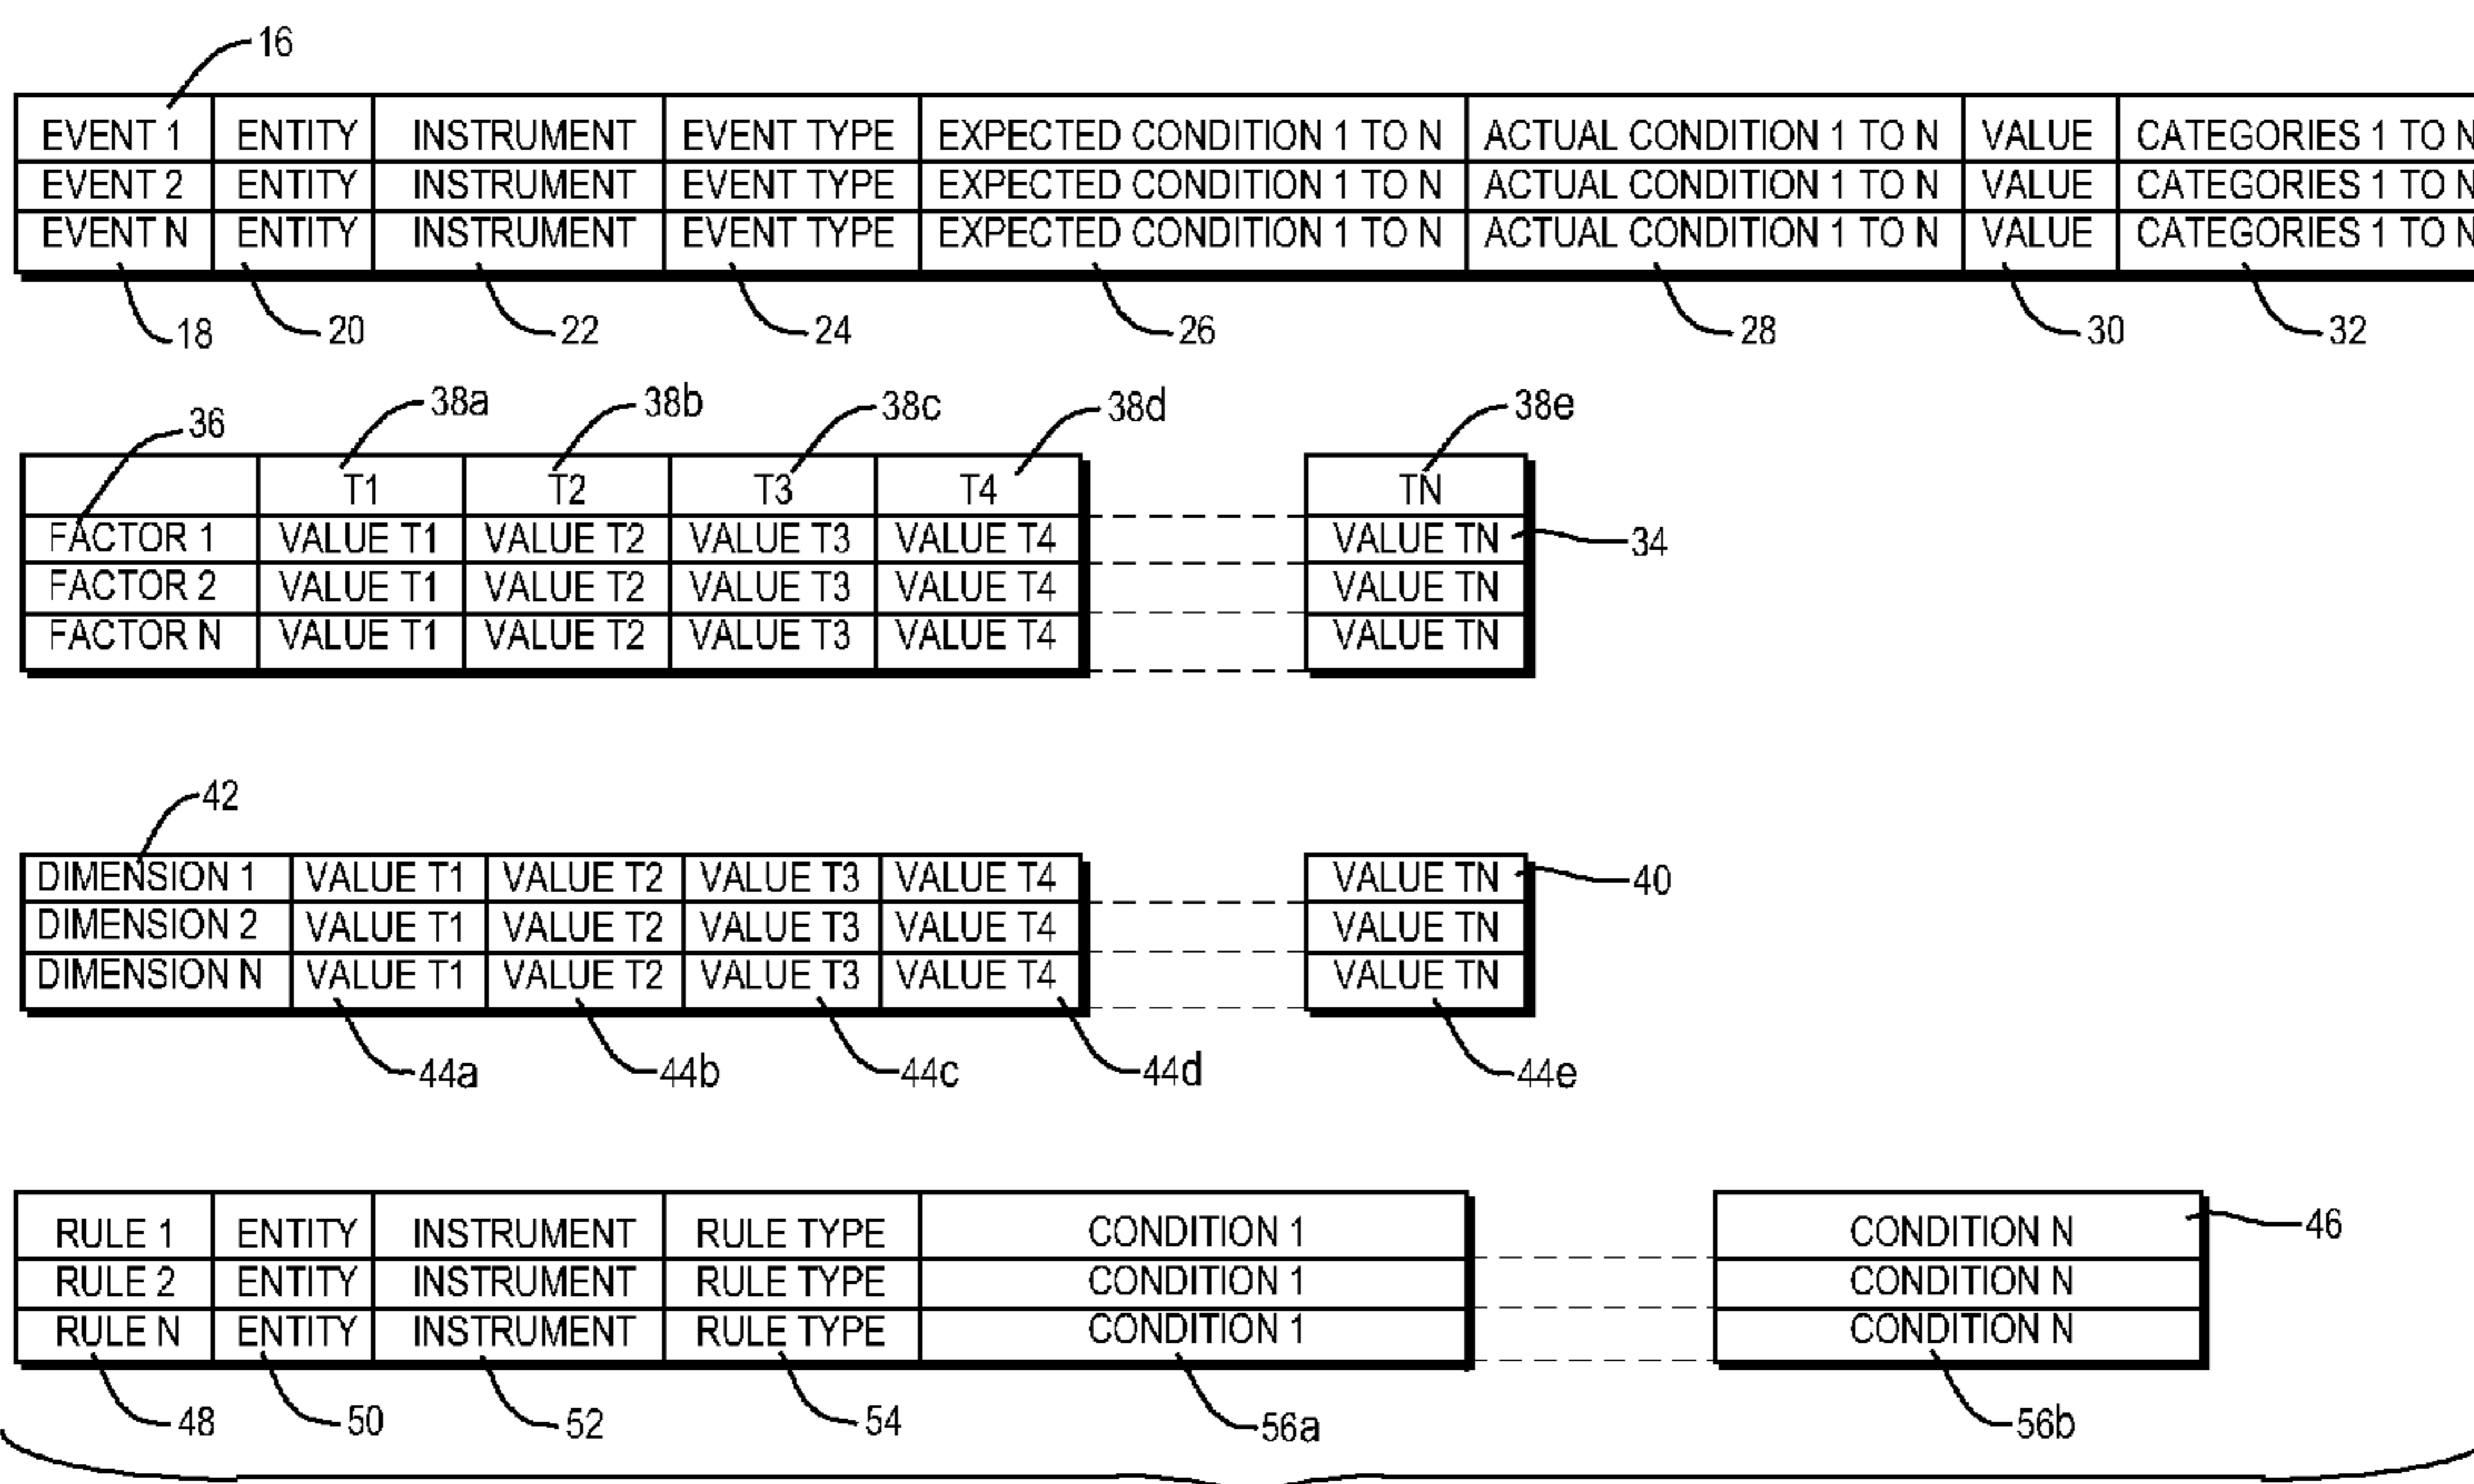 16
EVENT 1 ENTITY INSTRUMENT EVENT TYPE EXPECTED CONDITION 1 TO N ACTUAL CONDITION 1 TO N VALUE CATEGORIES 1 TO N
EVENT 2 ENTITY INSTRUMENT EVENT TYPE EXPECTED CONDITION 1 TO N ACTUAL CONDITION 1 TO N VALUE CATEGORIES 1 TO N
EVENT N ENTITY INSTRUMENT EVENT TYPE EXPECTED CONDITION 1 TO N ACTUAL CONDITION 1 TO N VALUE CATEGORIES 1 TO N
18 20 22 24 26 28 30 32
36 38a 38b 38c 38d 38e
T1 T2 T3 T4 TN
FACTOR 1 VALUE T1 VALUE T2 VALUE T3 VALUE T4 VALUE TN 34
FACTOR 2 VALUE T1 VALUE T2 VALUE T3 VALUE T4 VALUE TN
FACTOR N VALUE T1 VALUE T2 VALUE T3 VALUE T4 VALUE TN
42
DIMENSION 1 VALUE T1 VALUE T2 VALUE T3 VALUE T4 VALUE TN 40
DIMENSION 2 VALUE T1 VALUE T2 VALUE T3 VALUE T4 VALUE TN
DIMENSION N VALUE T1 VALUE T2 VALUE T3 VALUE T4 VALUE TN
44a 44b 44c 44d 44e
RULE 1 ENTITY INSTRUMENT RULE TYPE CONDITION 1 CONDITION N 46
RULE 2 ENTITY INSTRUMENT RULE TYPE CONDITION 1 CONDITION N
RULE N ENTITY INSTRUMENT RULE TYPE CONDITION 1 CONDITION N
48 50 52 54 56a 56b